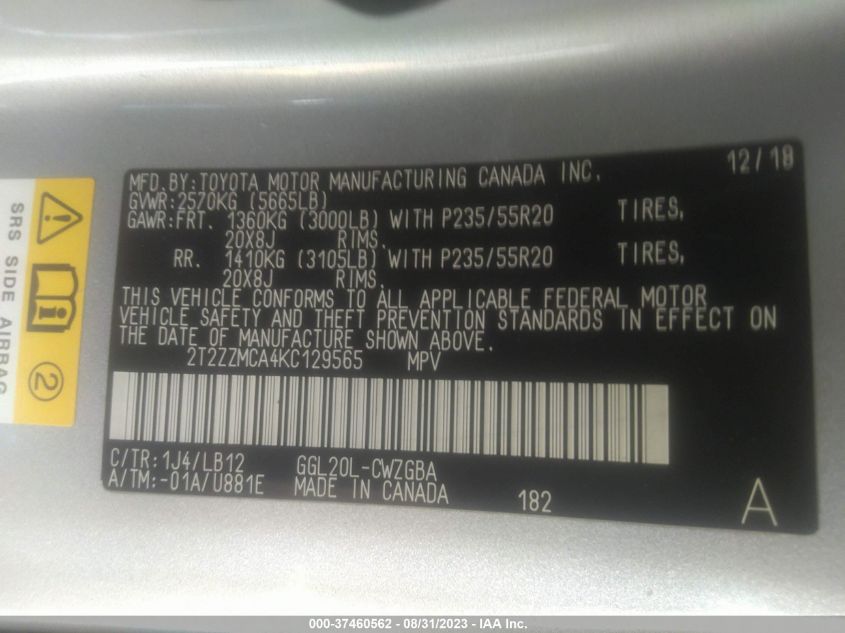 MFD.BY:TOYOTA MOTOR MANUFACTURING CANADA INC. 12/18
GVWR:2570KG (5665LB)
GAWR:FRT. 1360KG (3000LB) WITH P235/55R20 TIRES,
20X8J RIMS.
RR. 1410KG (3105LB) WITH P235/55R20 TIRES,
20X8J RIMS.
THIS VEHICLE CONFORMS TO ALL APPLICABLE FEDERAL MOTOR
VEHICLE SAFETY AND THEFT PREVENTION STANDARDS IN EFFECT ON
THE DATE OF MANUFACTURE SHOWN ABOVE.
2T2ZZMCA4KC129565 MPV
C/TR:1J4/LB12 GGL20L-CWZGBA
A/TM:-01A/U881E MADE IN CANADA 182 A
SRS SIDE AIRBAG
2
000-37460562 - 08/31/2023 - IAA Inc.